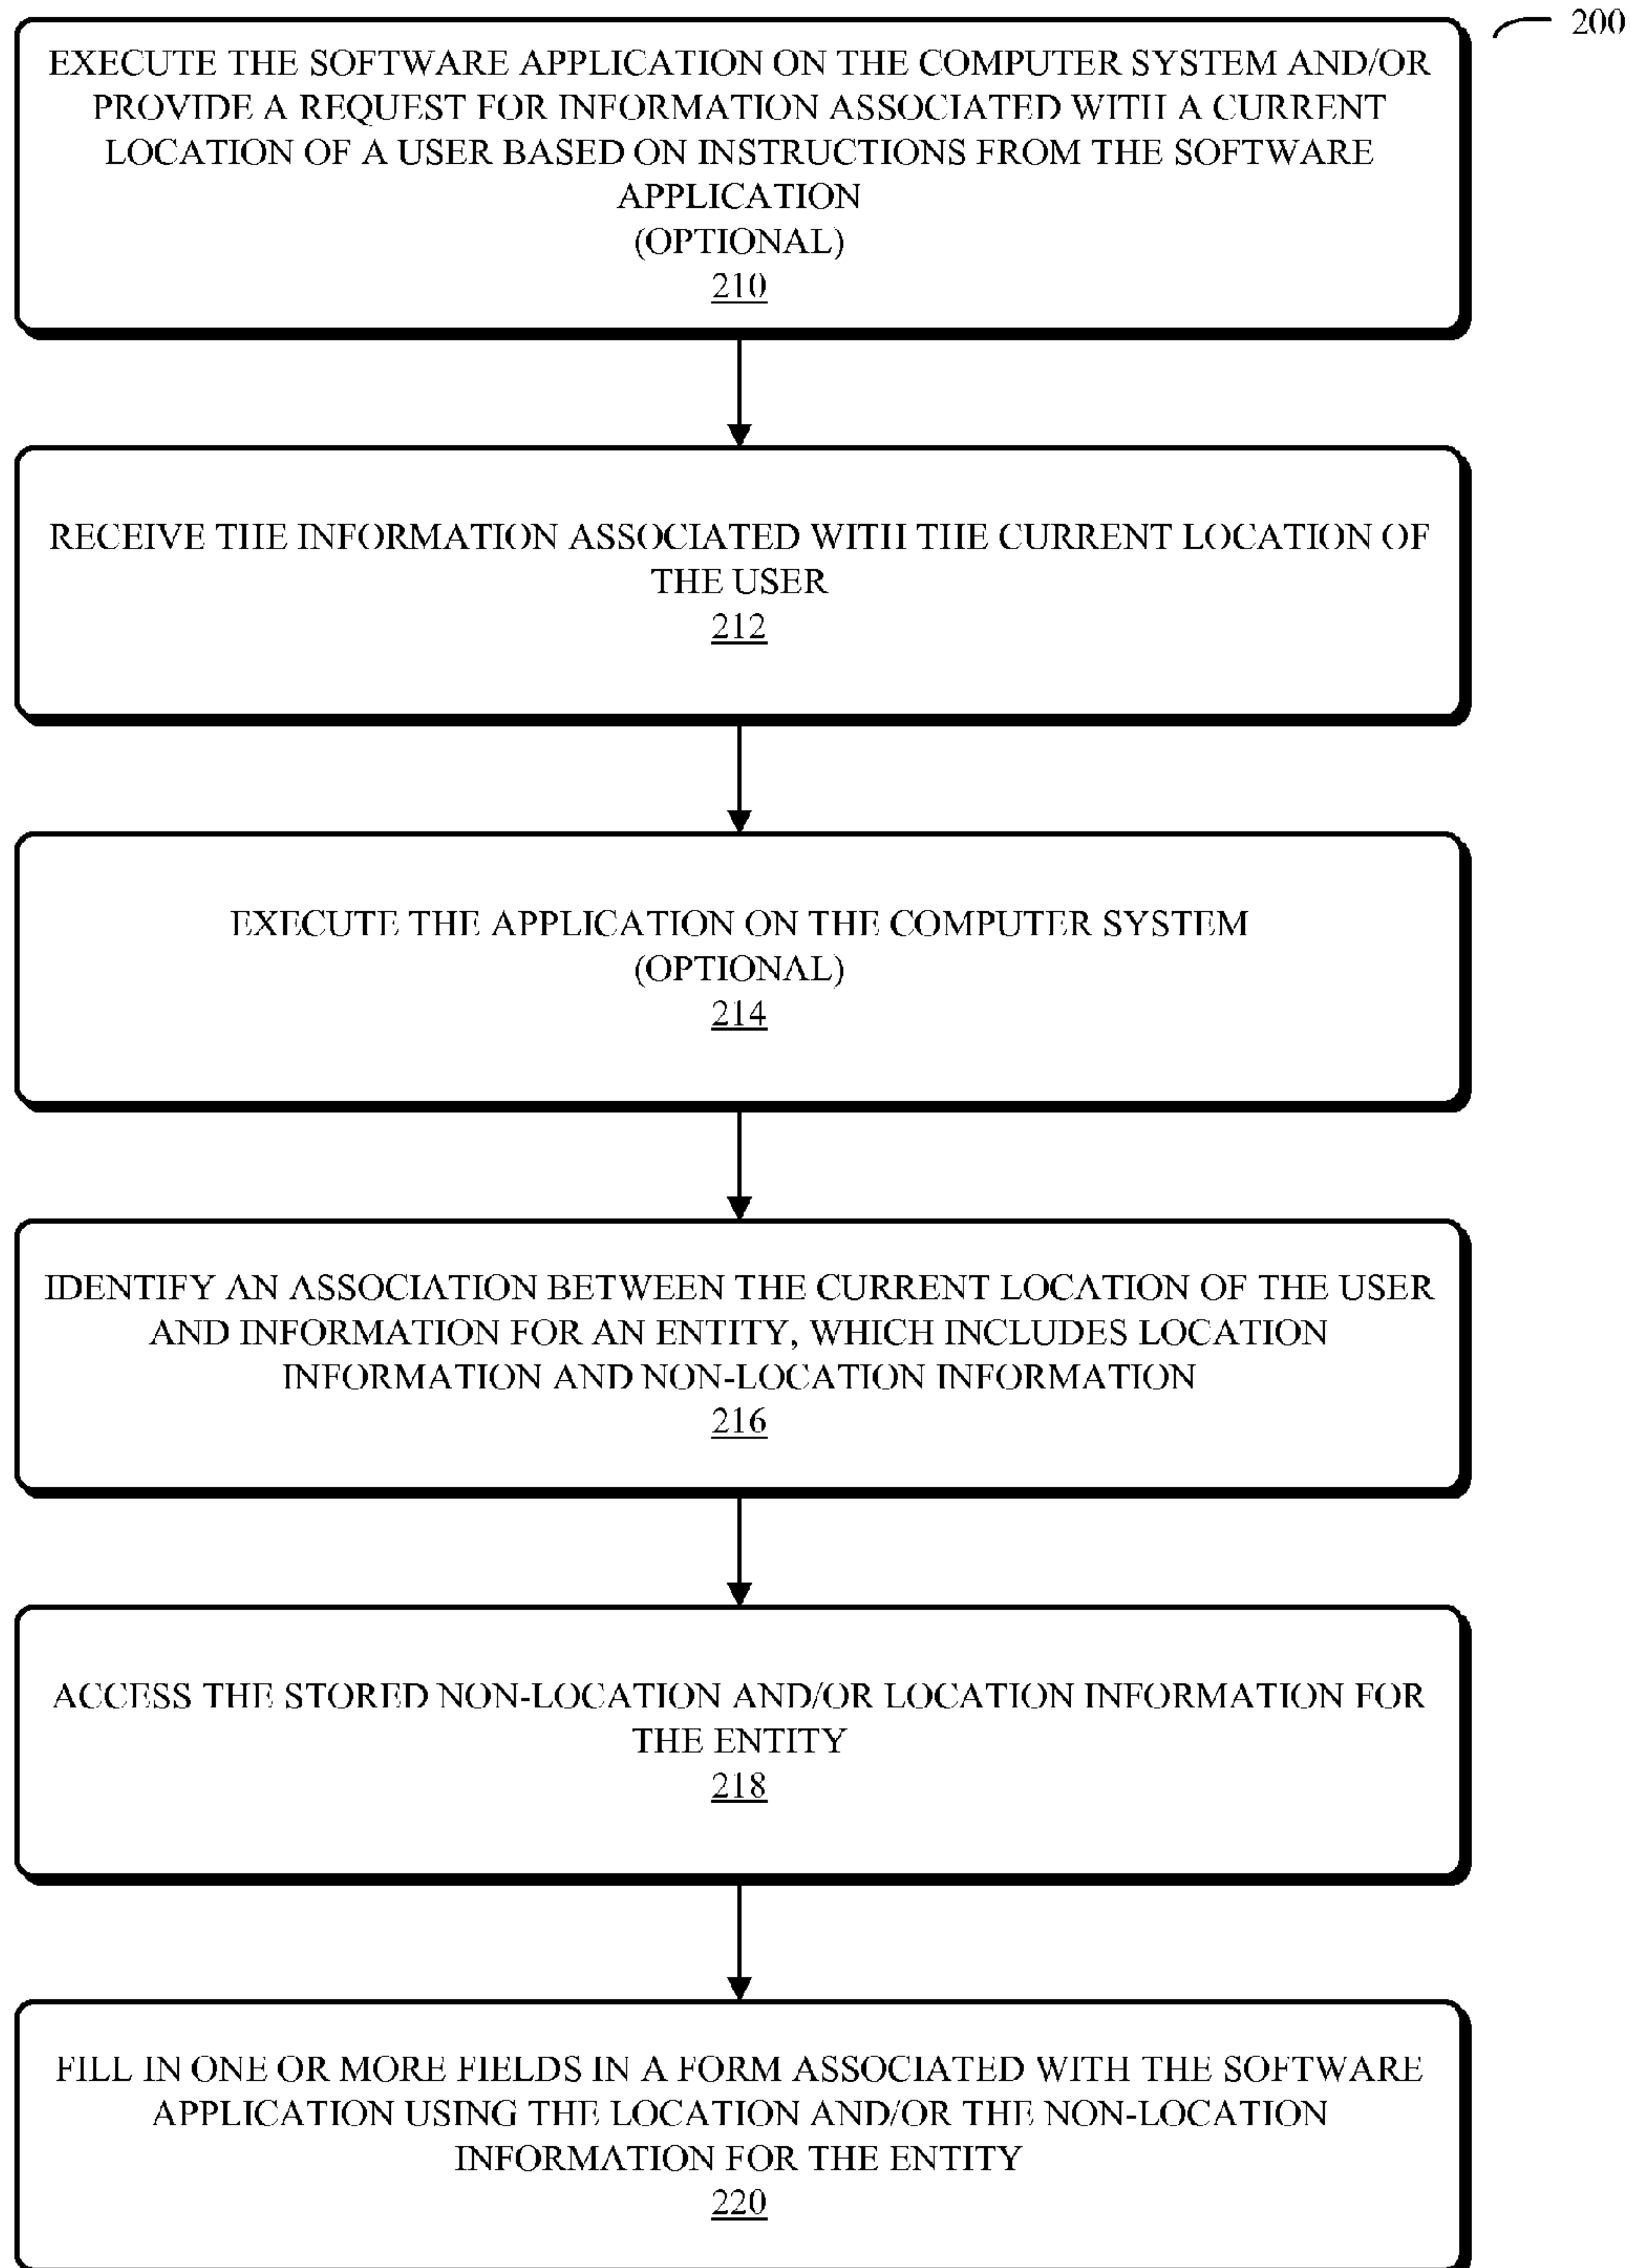 200
EXECUTE THE SOFTWARE APPLICATION ON THE COMPUTER SYSTEM AND/OR
PROVIDE A REQUEST FOR INFORMATION ASSOCIATED WITH A CURRENT
LOCATION OF A USER BASED ON INSTRUCTIONS FROM THE SOFTWARE
APPLICATION
(OPTIONAL)
210
RECEIVE THE INFORMATION ASSOCIATED WITH THE CURRENT LOCATION OF
THE USER
212
EXECUTE THE APPLICATION ON THE COMPUTER SYSTEM
(OPTIONAL)
214
IDENTIFY AN ASSOCIATION BETWEEN THE CURRENT LOCATION OF THE USER
AND INFORMATION FOR AN ENTITY, WHICH INCLUDES LOCATION
INFORMATION AND NON-LOCATION INFORMATION
216
ACCESS THE STORED NON-LOCATION AND/OR LOCATION INFORMATION FOR
THE ENTITY
218
FILL IN ONE OR MORE FIELDS IN A FORM ASSOCIATED WITH THE SOFTWARE
APPLICATION USING THE LOCATION AND/OR THE NON-LOCATION
INFORMATION FOR THE ENTITY
220